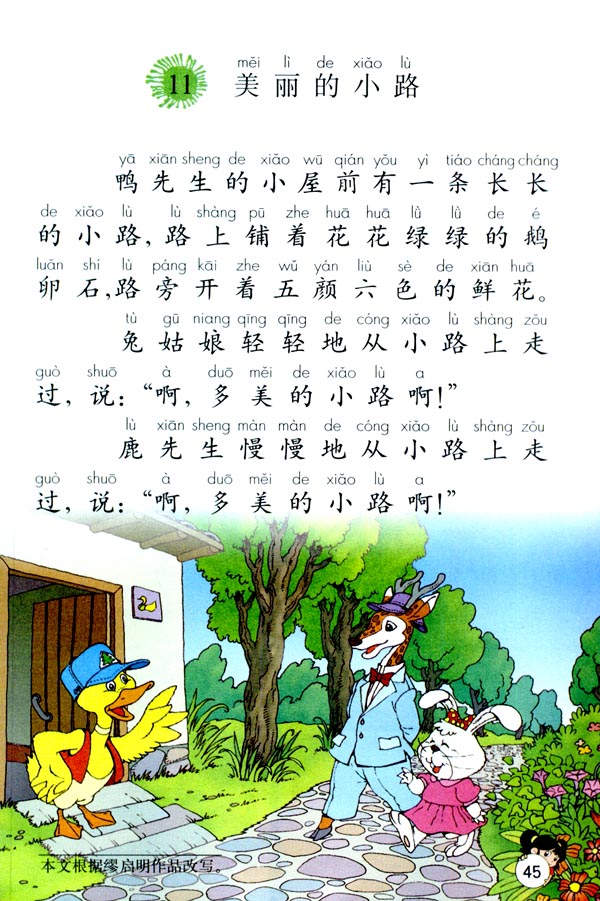 měi lì de xiǎo lù
11 美丽的小路
yā xiān sheng de xiǎo wū qián yǒu yì tiáo cháng cháng
鸭先生的小屋前有一条长长
de xiǎo lù lù shàng pū zhe huā huā lǜ lǜ de é
的小路,路上铺着花花绿绿的鹅
luǎn shí lù páng kāi zhe wǔ yán liù sè de xiān huā
卵石,路旁开着五颜六色的鲜花。
tù gū niang qīng qīng de cóng xiǎo lù shàng zǒu
兔姑娘轻轻地从小路上走
guò shuō à duō měi de xiǎo lù a
过,说:“啊,多美的小路啊!”
lù xiān sheng màn màn de cóng xiǎo lù shàng zǒu
鹿先生慢慢地从小路上走
guò shuō à duō měi de xiǎo lù a
过,说:“啊,多美的小路啊!”
本文根据缪启明作品改写。
45